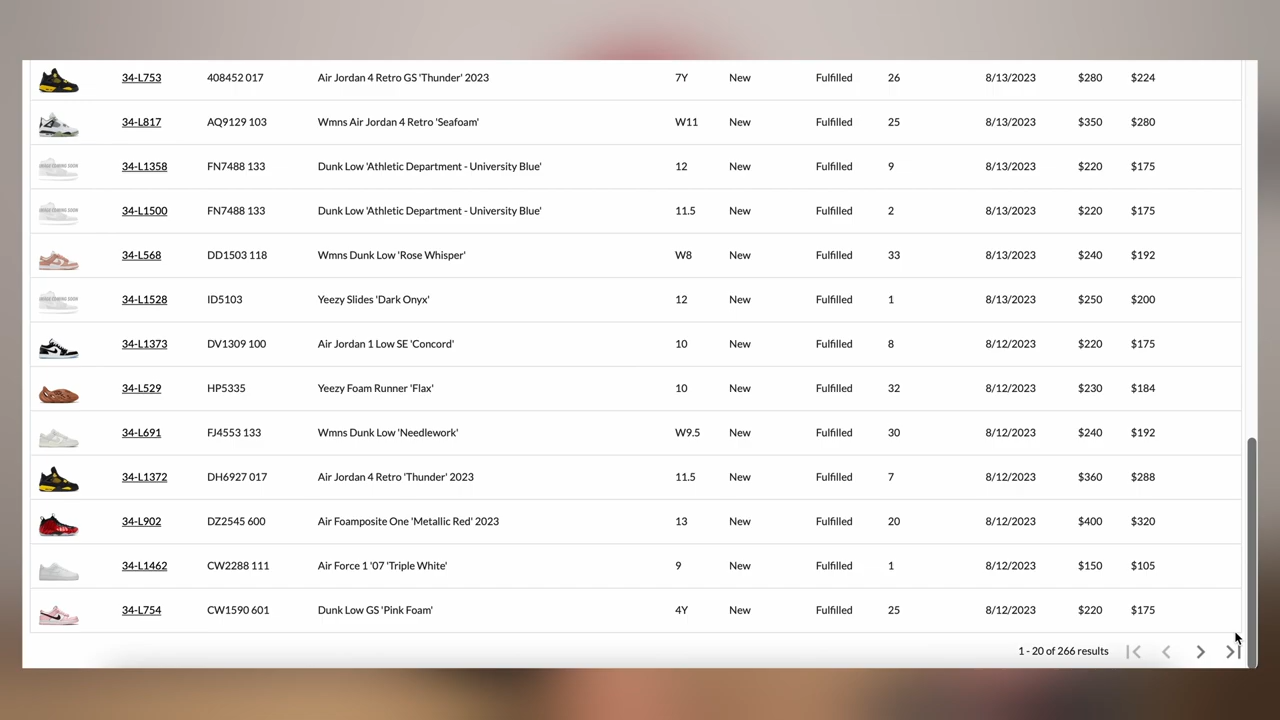 34-L753 408452 017 Air Jordan 4 Retro GS 'Thunder' 2023 7Y New Fulfilled 26 8/13/2023 $280 $224
34-L817 AQ9129 103 Wmns Air Jordan 4 Retro 'Seafoam' W11 New Fulfilled 25 8/13/2023 $350 $280
34-L1358 FN7488 133 Dunk Low 'Athletic Department - University Blue' 12 New Fulfilled 9 8/13/2023 $220 $175
34-L1500 FN7488 133 Dunk Low 'Athletic Department - University Blue' 11.5 New Fulfilled 2 8/13/2023 $220 $175
34-L568 DD1503 118 Wmns Dunk Low 'Rose Whisper' W8 New Fulfilled 33 8/13/2023 $240 $192
34-L1528 ID5103 Yeezy Slides 'Dark Onyx' 12 New Fulfilled 1 8/13/2023 $250 $200
34-L1373 DV1309 100 Air Jordan 1 Low SE 'Concord' 10 New Fulfilled 8 8/12/2023 $220 $175
34-L529 HP5335 Yeezy Foam Runner 'Flax' 10 New Fulfilled 32 8/12/2023 $230 $184
34-L691 FJ4553 133 Wmns Dunk Low 'Needlework' W9.5 New Fulfilled 30 8/12/2023 $240 $192
34-L1372 DH6927 017 Air Jordan 4 Retro 'Thunder' 2023 11.5 New Fulfilled 7 8/12/2023 $360 $288
34-L902 DZ2545 600 Air Foamposite One 'Metallic Red' 2023 13 New Fulfilled 20 8/12/2023 $400 $320
34-L1462 CW2288 111 Air Force 1 '07 'Triple White' 9 New Fulfilled 1 8/12/2023 $150 $105
34-L754 CW1590 601 Dunk Low GS 'Pink Foam' 4Y New Fulfilled 25 8/12/2023 $220 $175
1 - 20 of 266 results